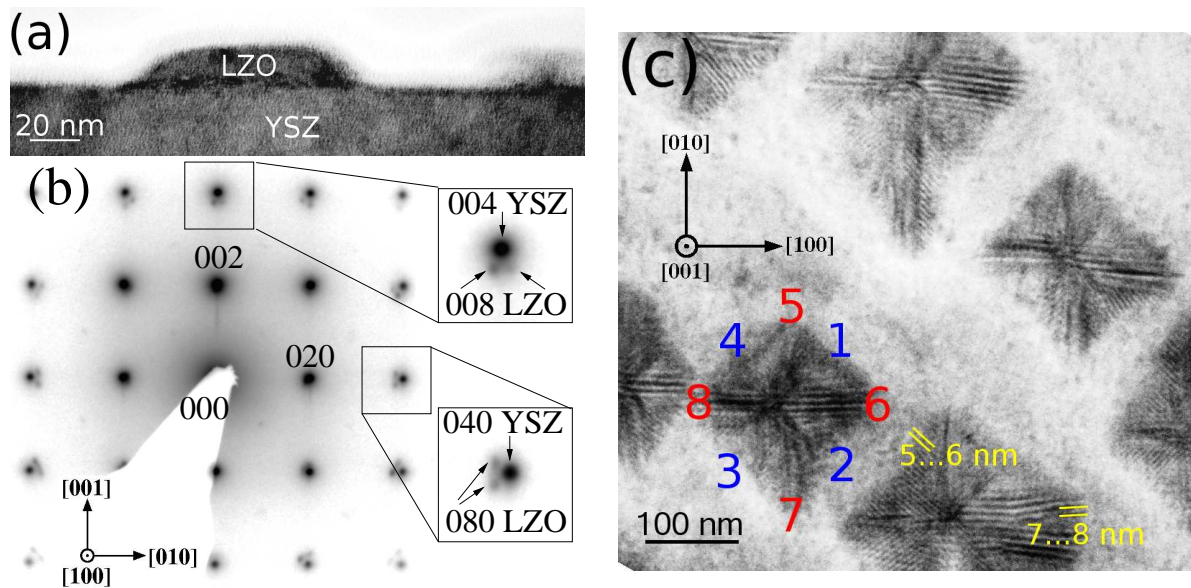 (a)
LZO
YSZ
20 nm
(b)
002
020
000
[001]
[010]
[100]
004 YSZ
008 LZO
040 YSZ
080 LZO
(c)
[010]
[100]
[001]
5
4
1
8
6
3
2
7
5...6 nm
7...8 nm
100 nm